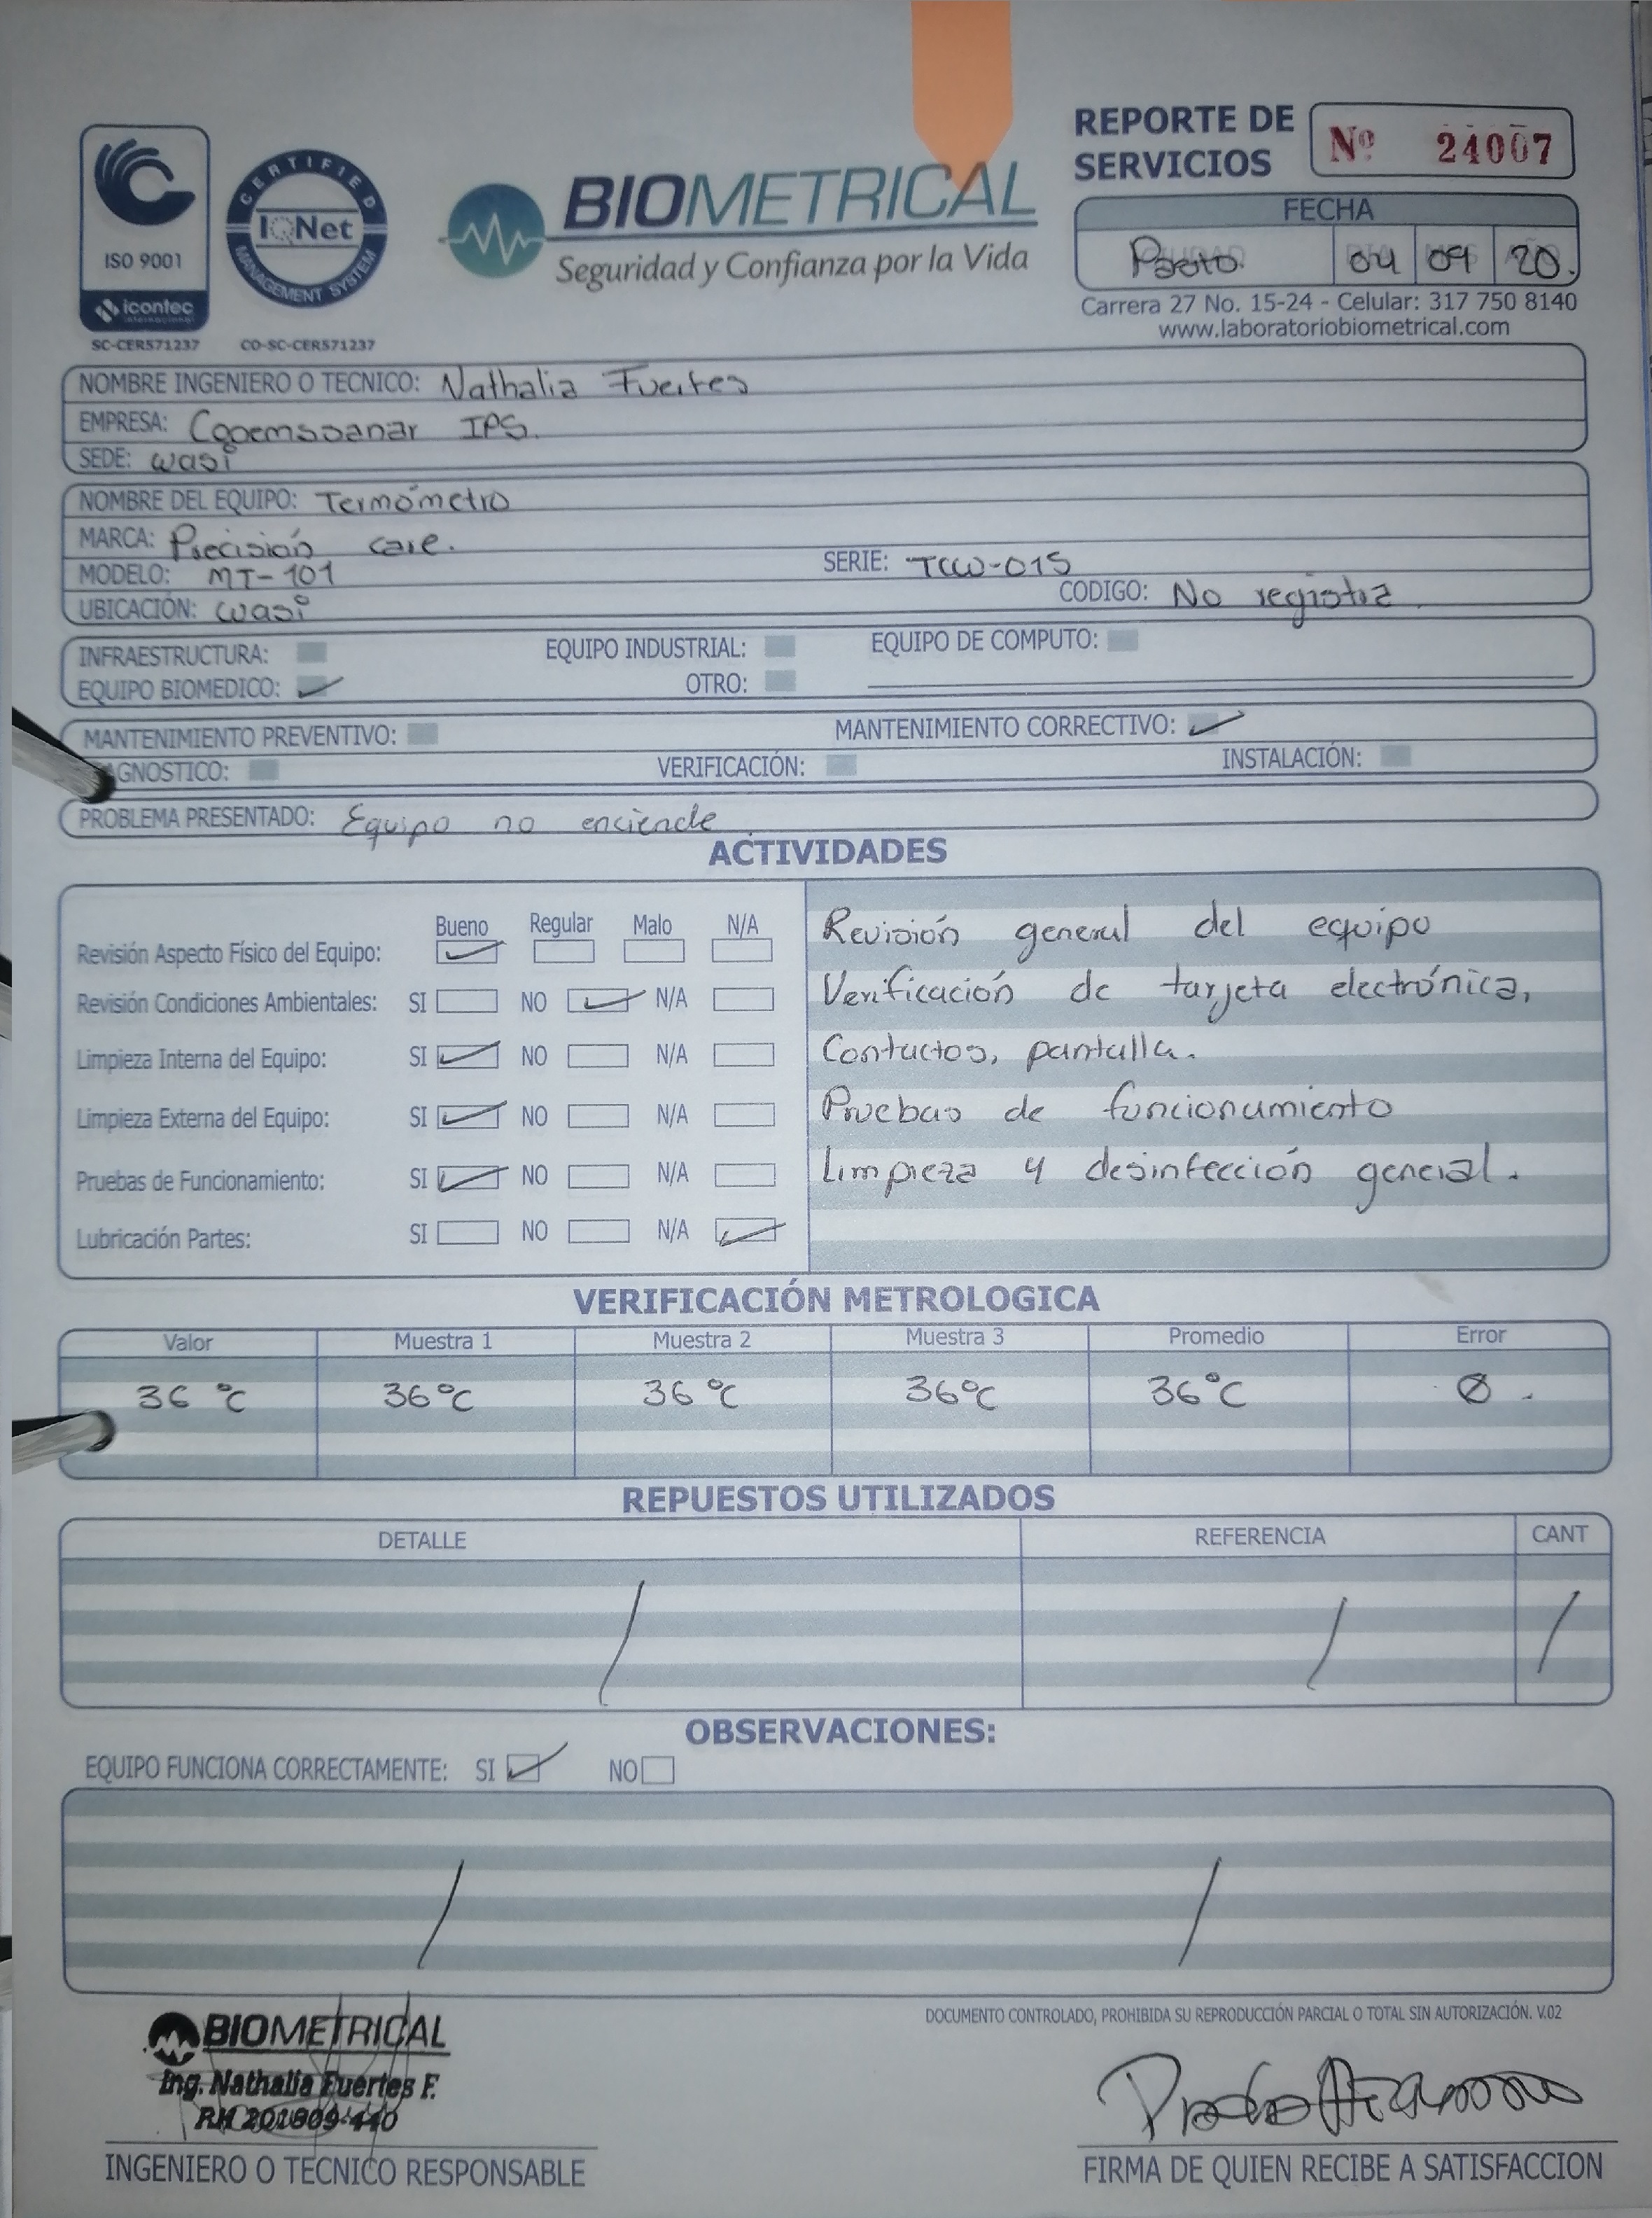 REPORTE DE
SERVICIOS
Nº 24007
ISO 9001
icontec
internacional
SC-CER571237
CERTIFIED
IQNet
MANAGEMENT SYSTEM
CO-SC-CER571237
BIOMETRICAL
Seguridad y Confianza por la Vida
FECHA
Pasto. 04 09 20.
Carrera 27 No. 15-24 - Celular: 317 750 8140
www.laboratoriobiometrical.com
NOMBRE INGENIERO O TECNICO: Nathalia Fuertes
EMPRESA: Cooemssanar IPS.
SEDE: wasi
NOMBRE DEL EQUIPO: Termómetro
MARCA: Precisión care.
MODELO: MT-101 SERIE: TCW-015
UBICACIÓN: wasi CODIGO: No registra.
INFRAESTRUCTURA: EQUIPO INDUSTRIAL: EQUIPO DE COMPUTO:
EQUIPO BIOMEDICO: OTRO:
MANTENIMIENTO PREVENTIVO: MANTENIMIENTO CORRECTIVO:
AGNOSTICO: VERIFICACIÓN: INSTALACIÓN:
PROBLEMA PRESENTADO: Equipo no enciende.
ACTIVIDADES
Bueno Regular Malo N/A
Revisión Aspecto Físico del Equipo:
Revisión Condiciones Ambientales: SI NO N/A
Limpieza Interna del Equipo: SI NO N/A
Limpieza Externa del Equipo: SI NO N/A
Pruebas de Funcionamiento: SI NO N/A
Lubricación Partes: SI NO N/A
Revisión general del equipo
Verificación de tarjeta electrónica,
Contactos, pantalla.
Pruebas de funcionamiento
Limpieza y desinfección general.
VERIFICACIÓN METROLOGICA
Valor Muestra 1 Muestra 2 Muestra 3 Promedio Error
36 °C 36°C 36 °C 36°C 36°C 0.
REPUESTOS UTILIZADOS
DETALLE REFERENCIA CANT
OBSERVACIONES:
EQUIPO FUNCIONA CORRECTAMENTE: SI NO
DOCUMENTO CONTROLADO, PROHIBIDA SU REPRODUCCIÓN PARCIAL O TOTAL SIN AUTORIZACIÓN. V.02
BIOMETRICAL
Ing. Nathalia Fuertes F.
RH 201809-440
INGENIERO O TECNICO RESPONSABLE
FIRMA DE QUIEN RECIBE A SATISFACCION